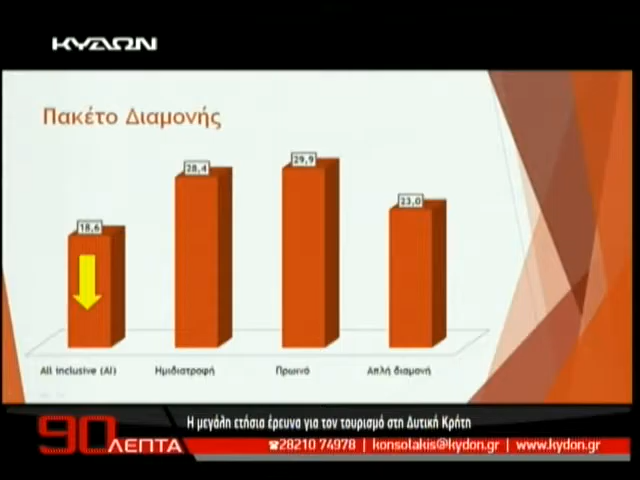 ΚΥΔΩΝ
Πακέτο Διαμονής
18,6
28,4
29,9
23,0
All inclusive (AI)
Ημιδιατροφή
Πρωινό
Απλή διαμονή
90 ΛΕΠΤΑ
Η μεγάλη ετήσια έρευνα για τον τουρισμό στη Δυτική Κρήτη
☎28210 74978 | konsolakis@kydon.gr | www.kydon.gr